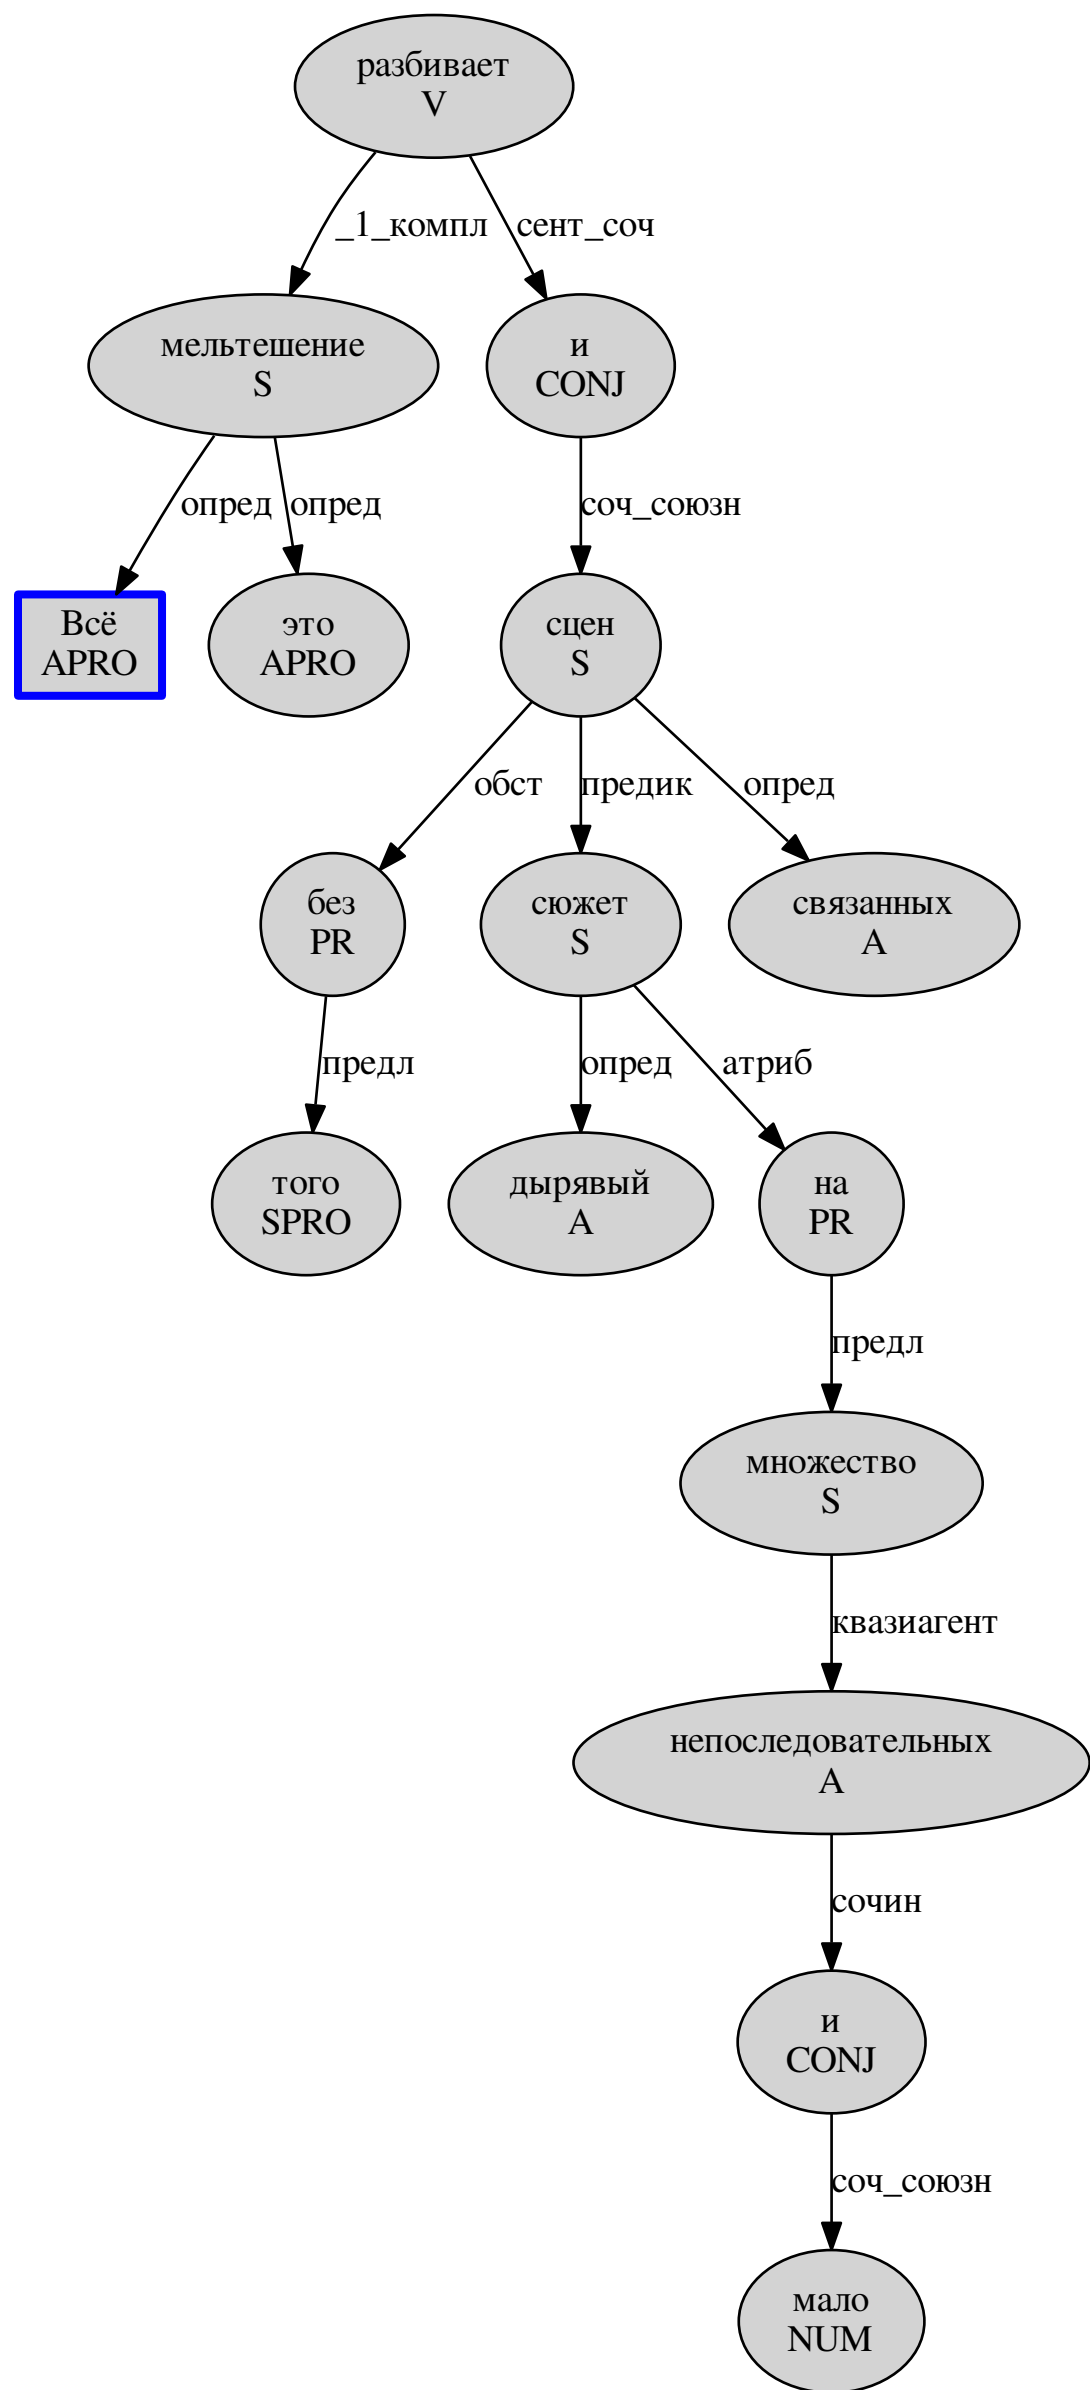 разбивает
V
_1_компл
сент_соч
мельтешение
S
и
CONJ
опред
опред
соч_союзн
Всё
APRO
это
APRO
сцен
S
обст
предик
опред
без
PR
сюжет
S
связанных
A
предл
опред
атриб
того
SPRO
дырявый
A
на
PR
предл
множество
S
квазиагент
непоследовательных
A
сочин
и
CONJ
соч_союзн
мало
NUM